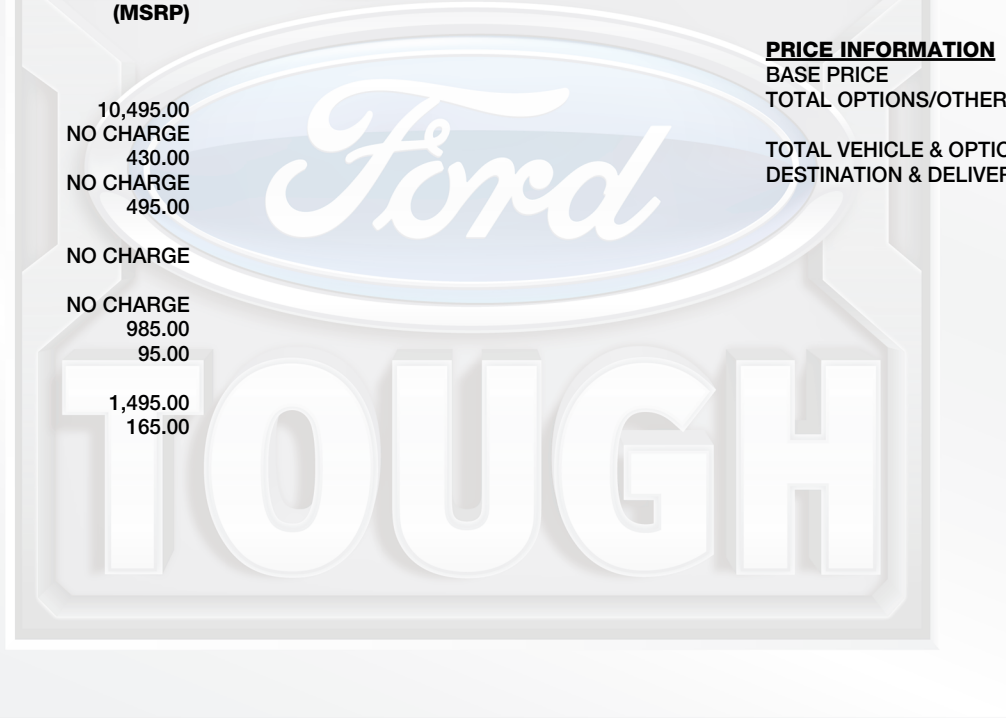 (MSRP)
10,495.00
NO CHARGE
430.00
NO CHARGE
495.00
NO CHARGE
NO CHARGE
985.00
95.00
1,495.00
165.00
PRICE INFORMATION
BASE PRICE
TOTAL OPTIONS/OTHER
TOTAL VEHICLE & OPTIO
DESTINATION & DELIVER
Ford
TOUGH